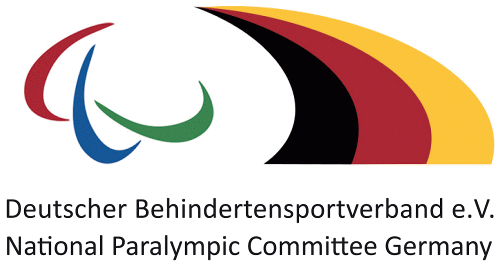 Deutscher Behindertensportverband e.V.
National Paralympic Committee Germany